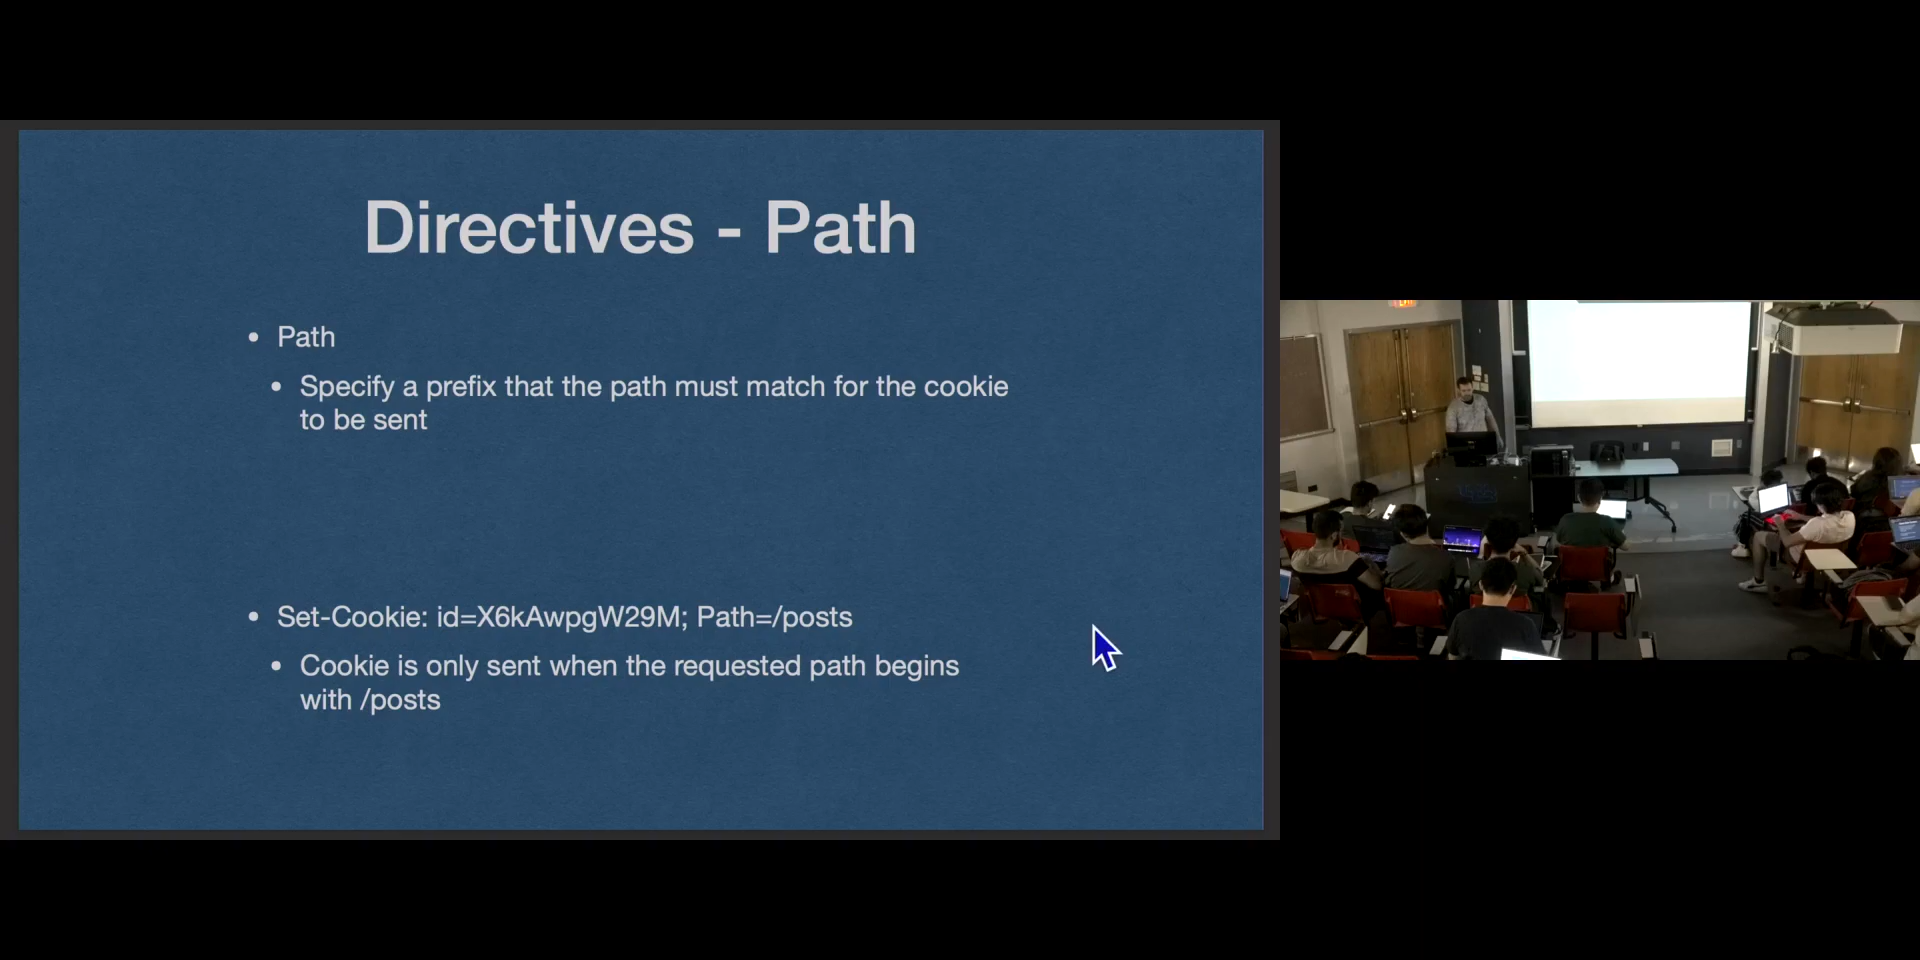 Directives - Path
• Path
• Specify a prefix that the path must match for the cookie
to be sent
• Set-Cookie: id=X6kAwpgW29M; Path=/posts
• Cookie is only sent when the requested path begins
with /posts